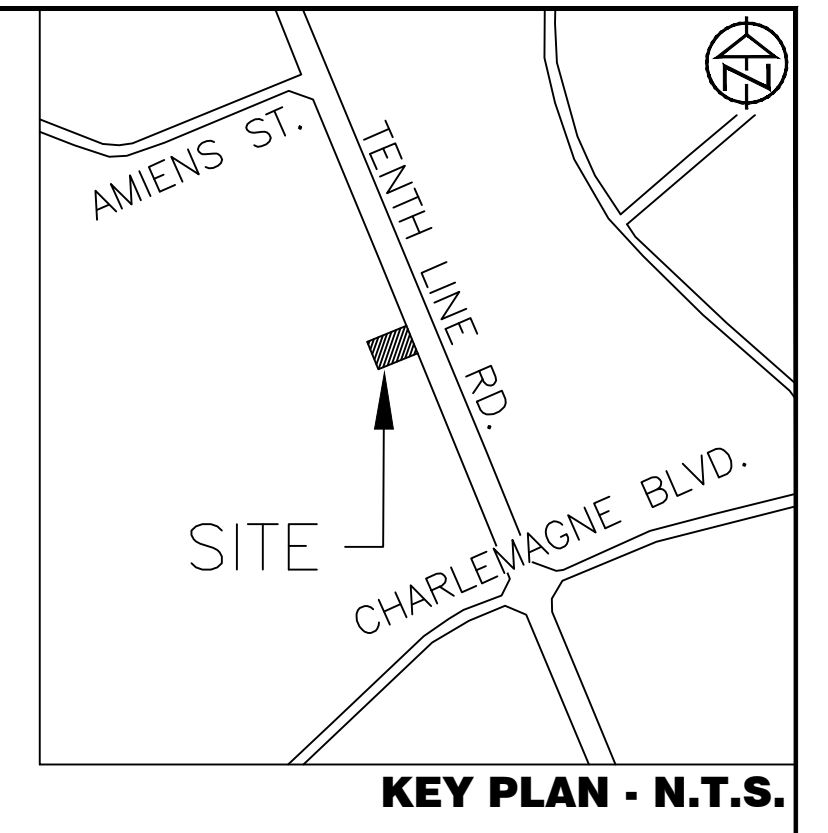 N
AMIENS ST.
TENTH LINE RD.
SITE
CHARLEMAGNE BLVD.
KEY PLAN - N.T.S.